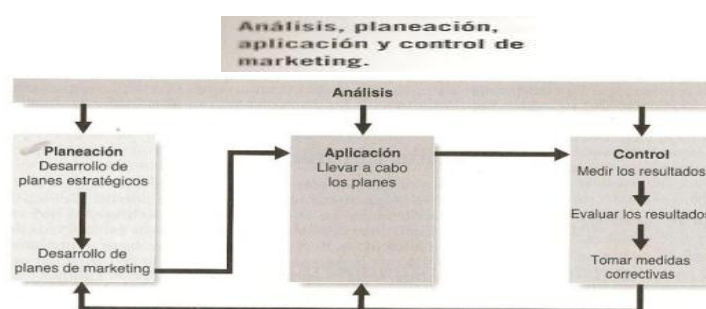 Análisis, planeación,
aplicación y control de
marketing.
Análisis
Planeación
Desarrollo de
planes estratégicos
Desarrollo de
planes de marketing
Aplicación
Llevar a cabo
los planes
Control
Medir los resultados
Evaluar los resultados
Tomar medidas
correctivas